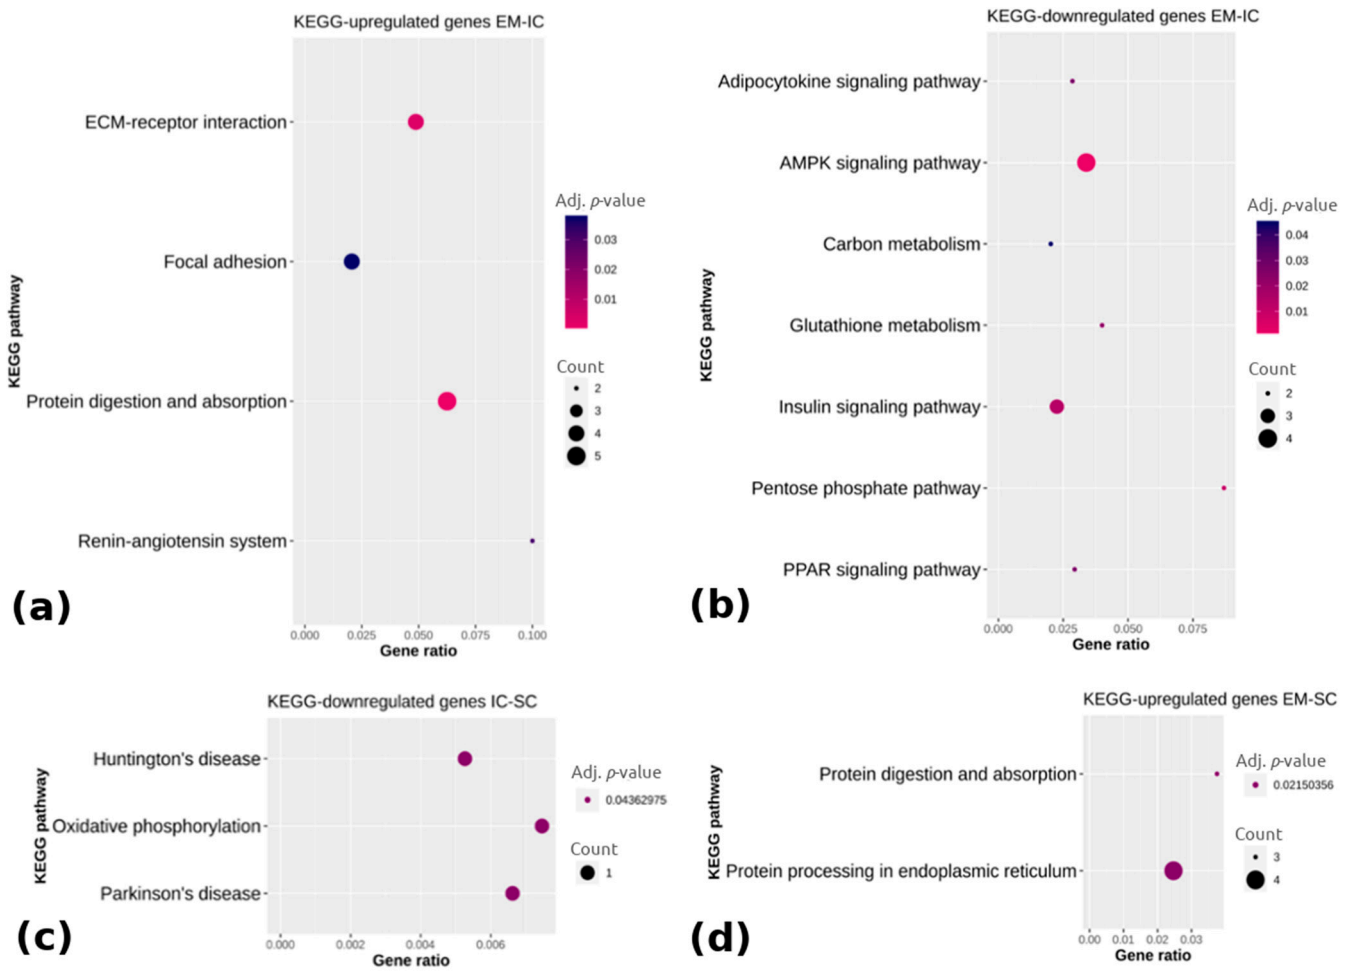 KEGG-upregulated genes EM-IC
KEGG pathway
ECM-receptor interaction
Focal adhesion
Protein digestion and absorption
Renin-angiotensin system
0.000 0.025 0.050 0.075 0.100
Gene ratio
Adj. p-value
0.03
0.02
0.01
Count
2
3
4
5
(a)
KEGG-downregulated genes EM-IC
KEGG pathway
Adipocytokine signaling pathway
AMPK signaling pathway
Carbon metabolism
Glutathione metabolism
Insulin signaling pathway
Pentose phosphate pathway
PPAR signaling pathway
0.000 0.025 0.050 0.075
Gene ratio
Adj. p-value
0.04
0.03
0.02
0.01
Count
2
3
4
(b)
KEGG-downregulated genes IC-SC
KEGG pathway
Huntington's disease
Oxidative phosphorylation
Parkinson's disease
0.000 0.002 0.004 0.006
Gene ratio
Adj. p-value
0.04362975
Count
1
(c)
KEGG-upregulated genes EM-SC
KEGG pathway
Protein digestion and absorption
Protein processing in endoplasmic reticulum
0.00 0.01 0.02 0.03
Gene ratio
Adj. p-value
0.02150356
Count
3
4
(d)